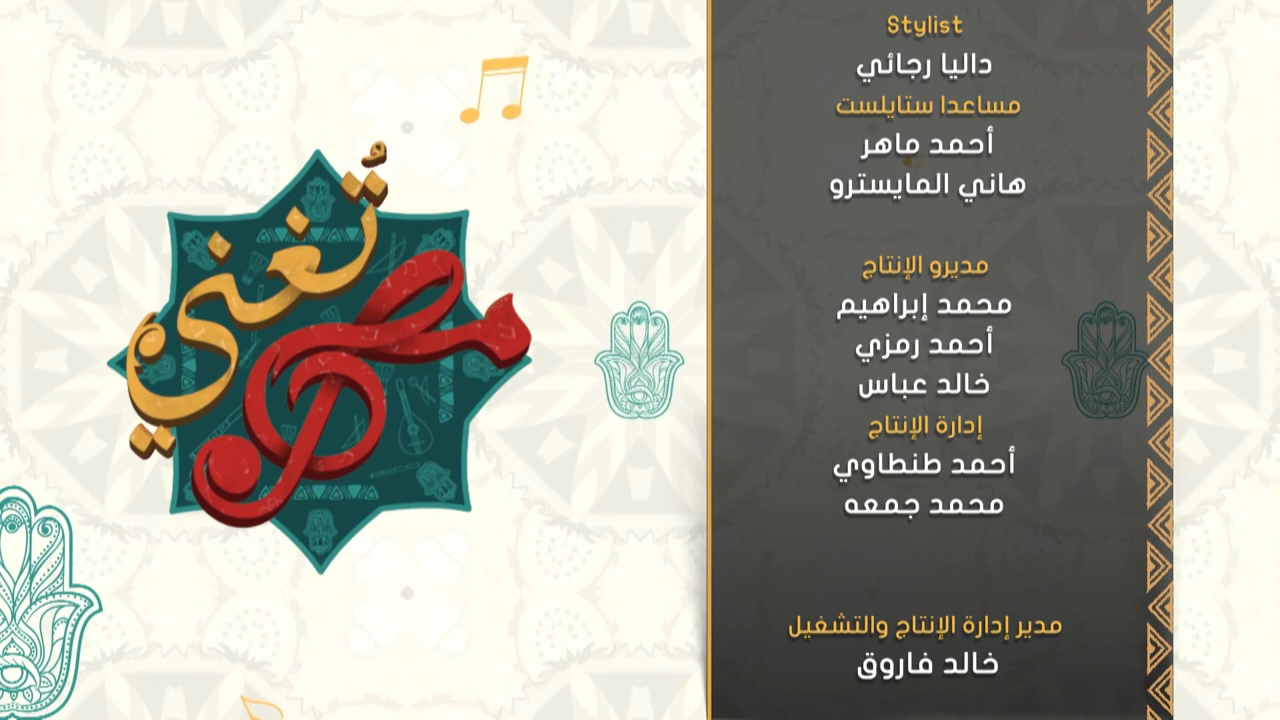 مصر
تُغني
Stylist
داليا رجائي
مساعدا ستايلست
أحمد ماهر
هاني المايسترو
مديرو الإنتاج
محمد إبراهيم
أحمد رمزي
خالد عباس
إدارة الإنتاج
أحمد طنطاوي
محمد جمعه
مدير إدارة الإنتاج والتشغيل
خالد فاروق